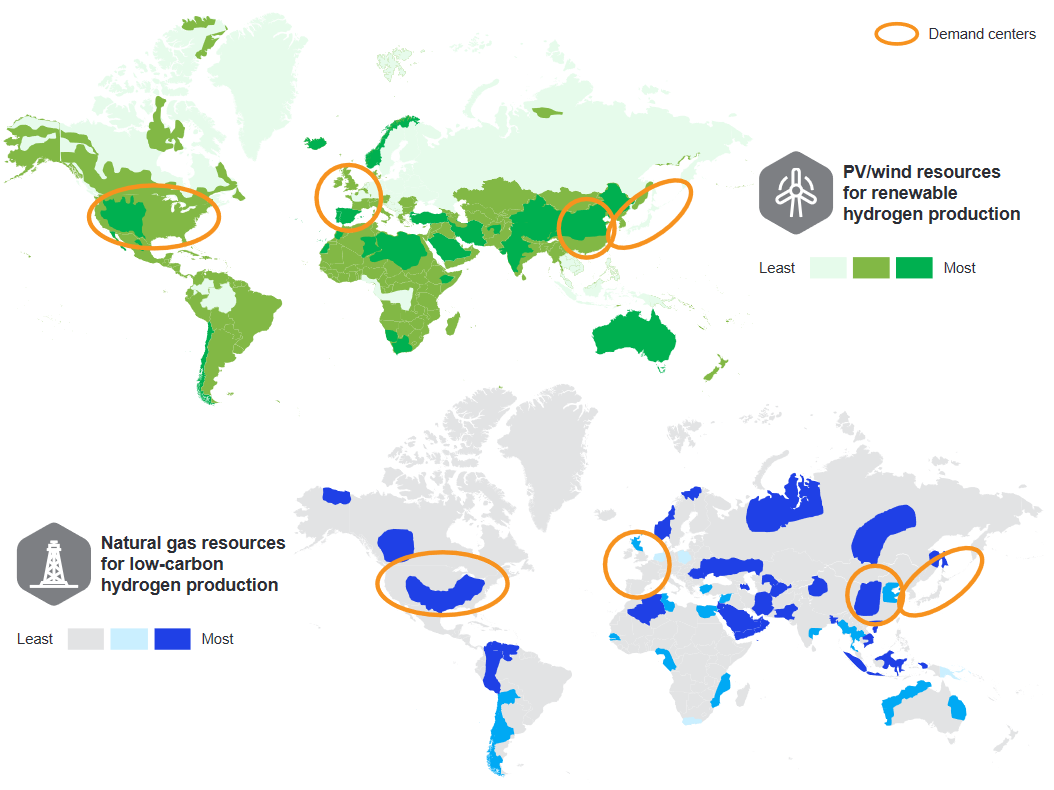 Demand centers
PV/wind resources
for renewable
hydrogen production
Least
Most
Natural gas resources
for low-carbon
hydrogen production
Least
Most